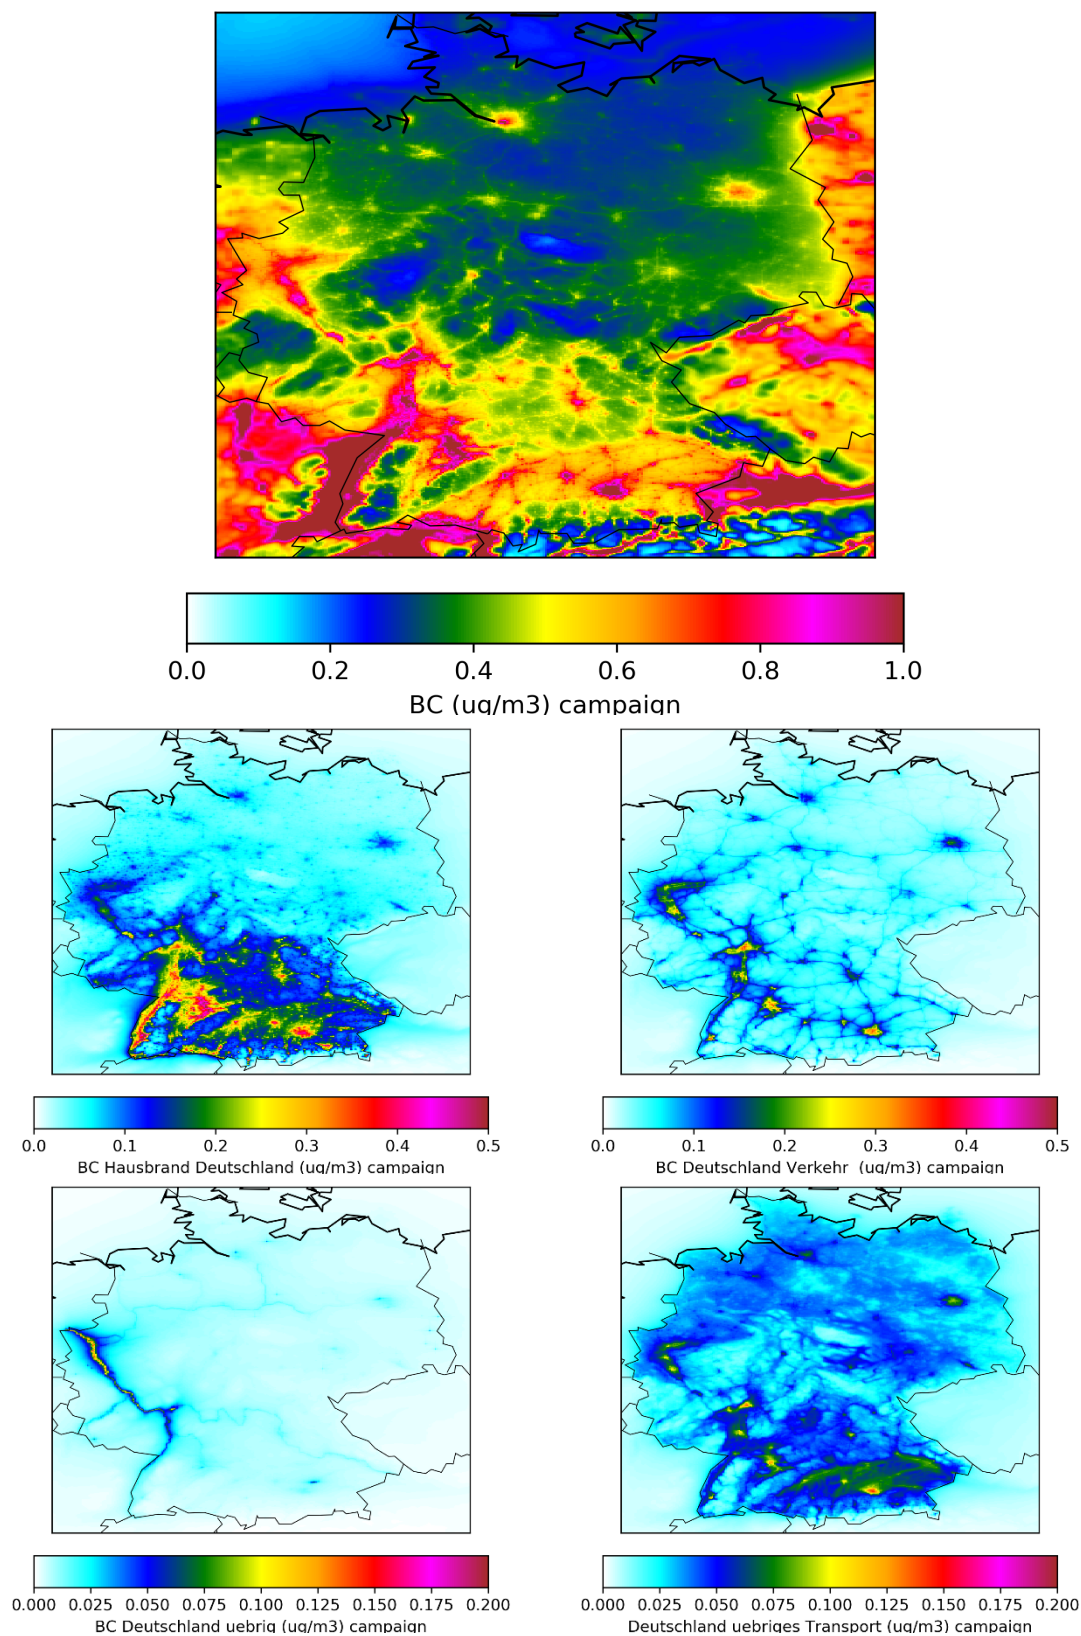 0.0 0.2 0.4 0.6 0.8 1.0
BC (ug/m3) campaign
0.0 0.1 0.2 0.3 0.4 0.5
BC Hausbrand Deutschland (ug/m3) campaign
0.0 0.1 0.2 0.3 0.4 0.5
BC Deutschland Verkehr (ug/m3) campaign
0.000 0.025 0.050 0.075 0.100 0.125 0.150 0.175 0.200
BC Deutschland uebrig (ug/m3) campaign
0.000 0.025 0.050 0.075 0.100 0.125 0.150 0.175 0.200
Deutschland uebriges Transport (ug/m3) campaign